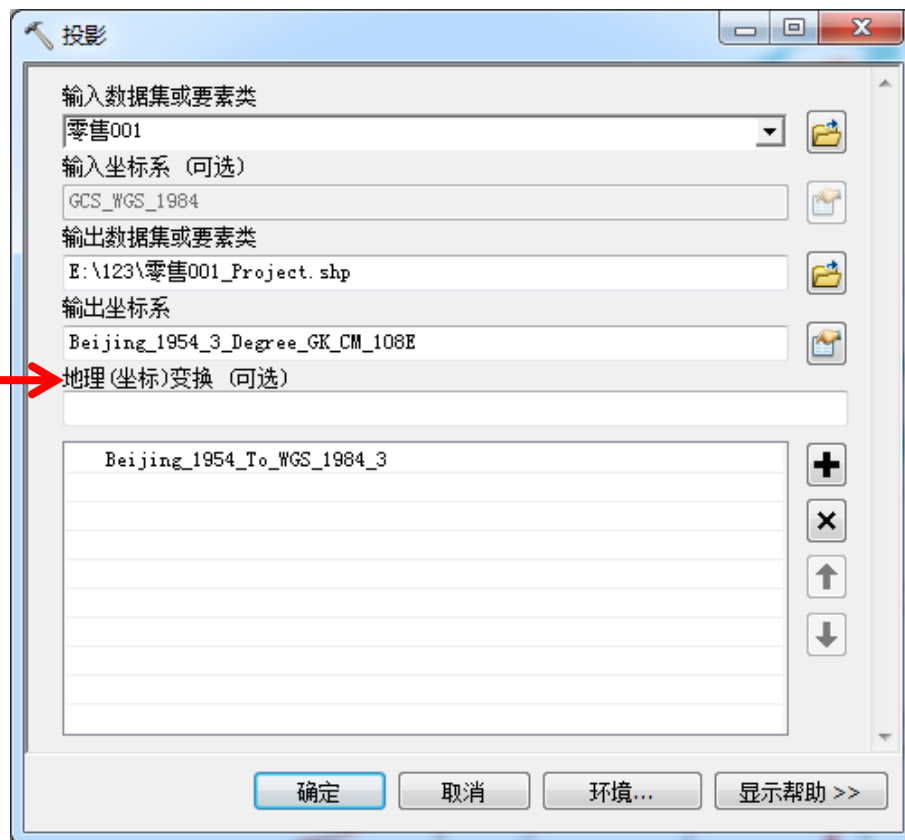 投影
输入数据集或要素类
零售001
输入坐标系 (可选)
GCS_WGS_1984
输出数据集或要素类
E:\123\零售001_Project.shp
输出坐标系
Beijing_1954_3_Degree_GK_CM_108E
地理(坐标)变换 (可选)
Beijing_1954_To_WGS_1984_3
确定 取消 环境... 显示帮助 >>